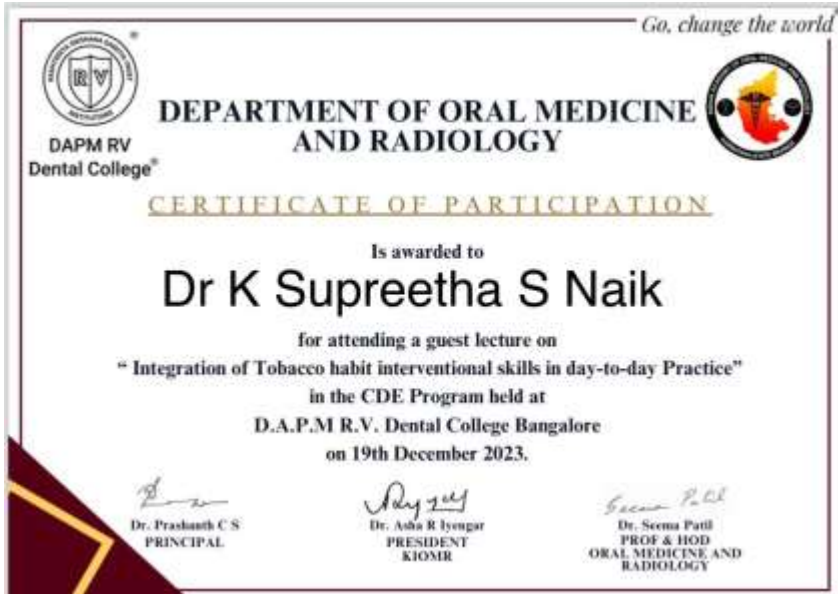 Go, change the world®
RV
DAPM RV
Dental College®
DEPARTMENT OF ORAL MEDICINE
AND RADIOLOGY
CERTIFICATE OF PARTICIPATION
Is awarded to
Dr K Supreetha S Naik
for attending a guest lecture on
“ Integration of Tobacco habit interventional skills in day-to-day Practice”
in the CDE Program held at
D.A.P.M R.V. Dental College Bangalore
on 19th December 2023.
Seema Patil
Dr. Prashanth C S
PRINCIPAL
Dr. Asha R Iyengar
PRESIDENT
KIOMR
Dr. Seema Patil
PROF & HOD
ORAL MEDICINE AND
RADIOLOGY